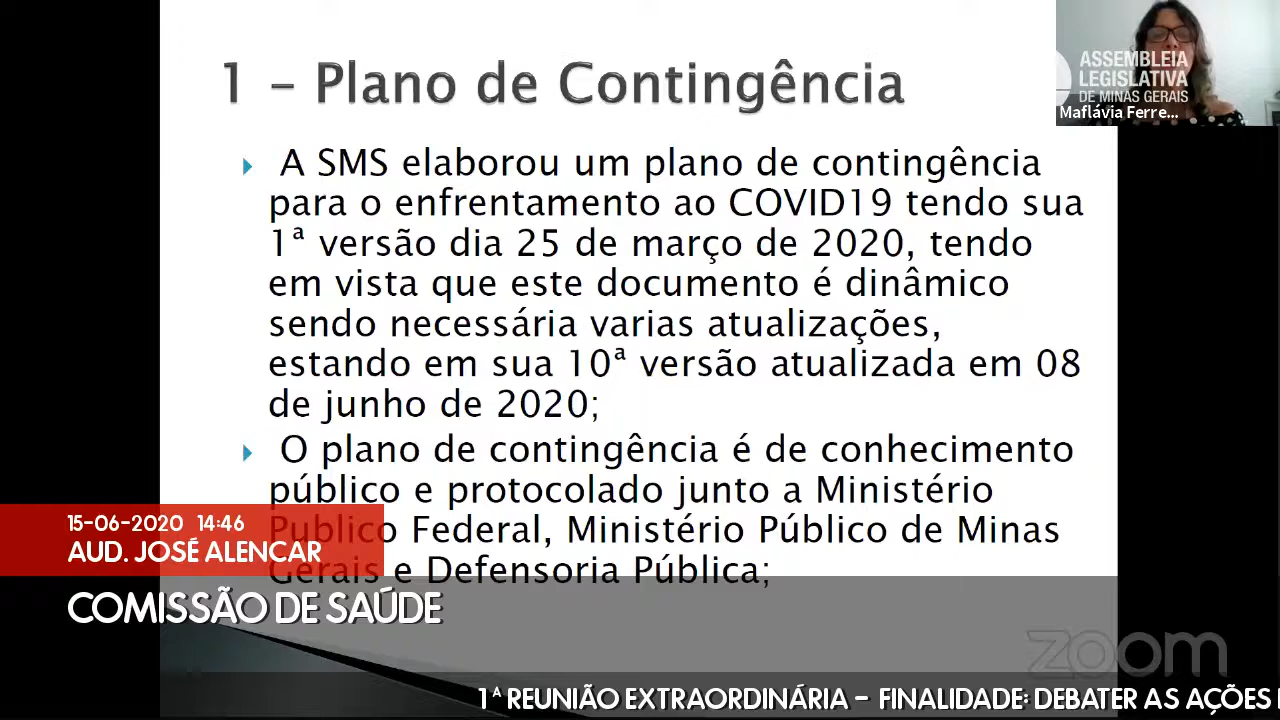 1 – Plano de Contingência
ASSEMBLEIA
LEGISLATIVA
DE MINAS GERAIS
Maflávia Ferre...
A SMS elaborou um plano de contingência
para o enfrentamento ao COVID19 tendo sua
1ª versão dia 25 de março de 2020, tendo
em vista que este documento é dinâmico
sendo necessária varias atualizações,
estando em sua 10ª versão atualizada em 08
de junho de 2020;
O plano de contingência é de conhecimento
público e protocolado junto a Ministério
Publico Federal, Ministério Público de Minas
Gerais e Defensoria Pública;
15-06-2020 14:46
AUD. JOSÉ ALENCAR
COMISSÃO DE SAÚDE
zoom
1ª REUNIÃO EXTRAORDINÁRIA – FINALIDADE: DEBATER AS AÇÕES